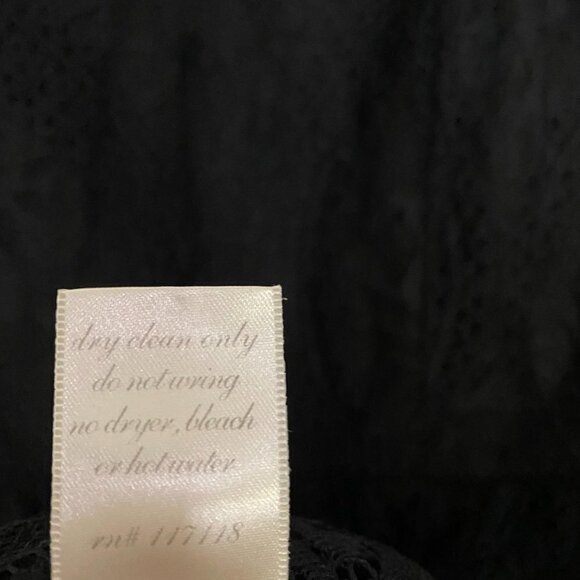 dry clean only
do not wring
no dryer, bleach
or hot water
rn# 117118